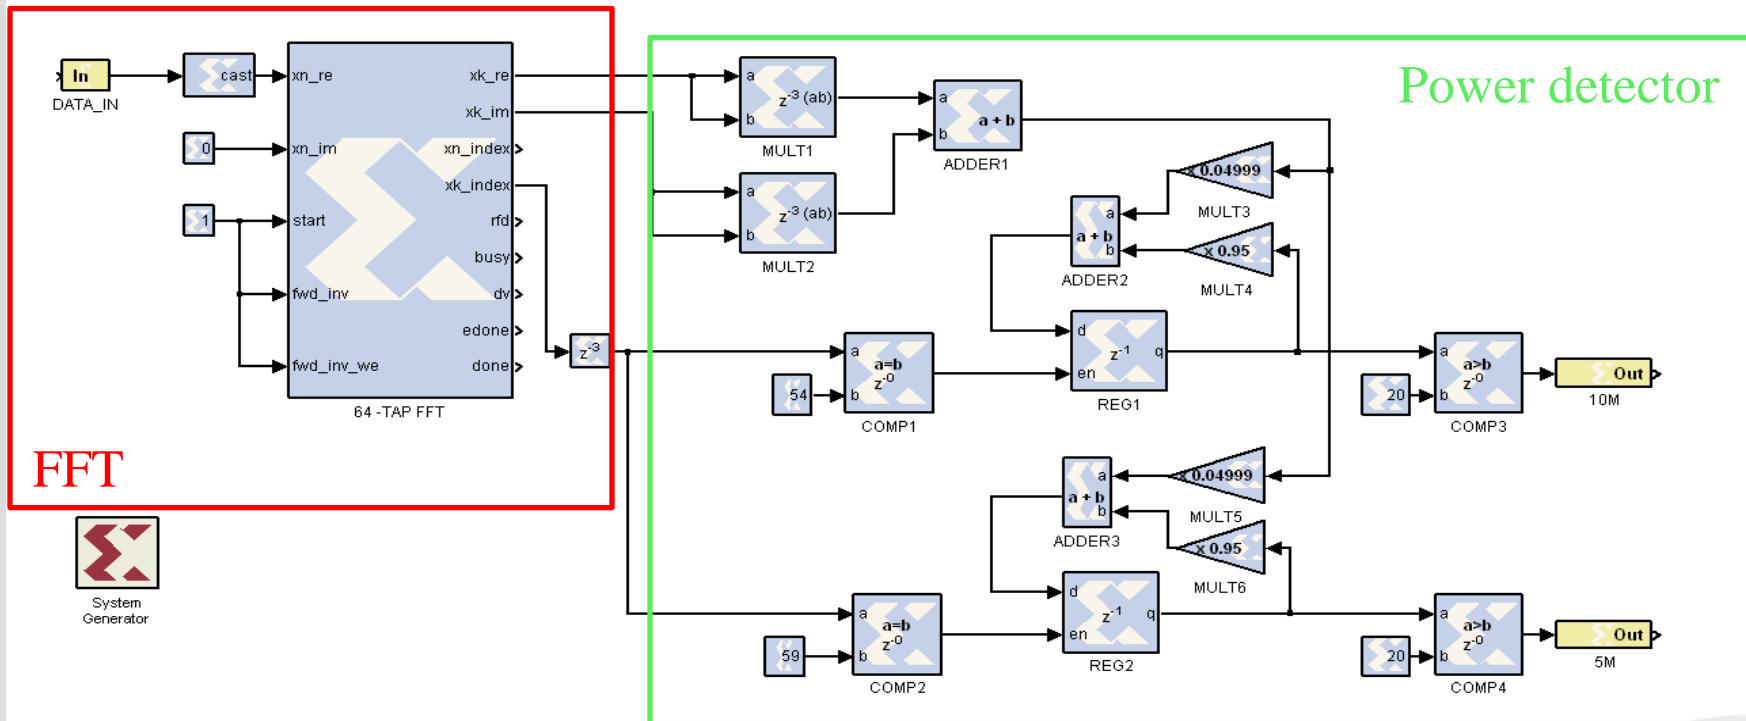 Power detector
In
DATA_IN
cast
xn_re
xk_re
xk_im
0
xn_im
xn_index
xk_index
1
start
rfd
busy
fwd_inv
dv
edone
fwd_inv_we
done
64 -TAP FFT
z-3
FFT
System
Generator
a
b
z-3 (ab)
MULT1
a
b
z-3 (ab)
MULT2
a
b
a + b
ADDER1
x 0.04999
MULT3
a
a + b
b
ADDER2
x 0.95
MULT4
a
a=b
z-0
b
54
COMP1
d
z-1
q
en
REG1
a
a>b
z-0
b
20
COMP3
Out
10M
x 0.04999
MULT5
a
a + b
b
ADDER3
x 0.95
MULT6
a
a=b
z-0
b
59
COMP2
d
z-1
q
en
REG2
a
a>b
z-0
b
20
COMP4
Out
5M